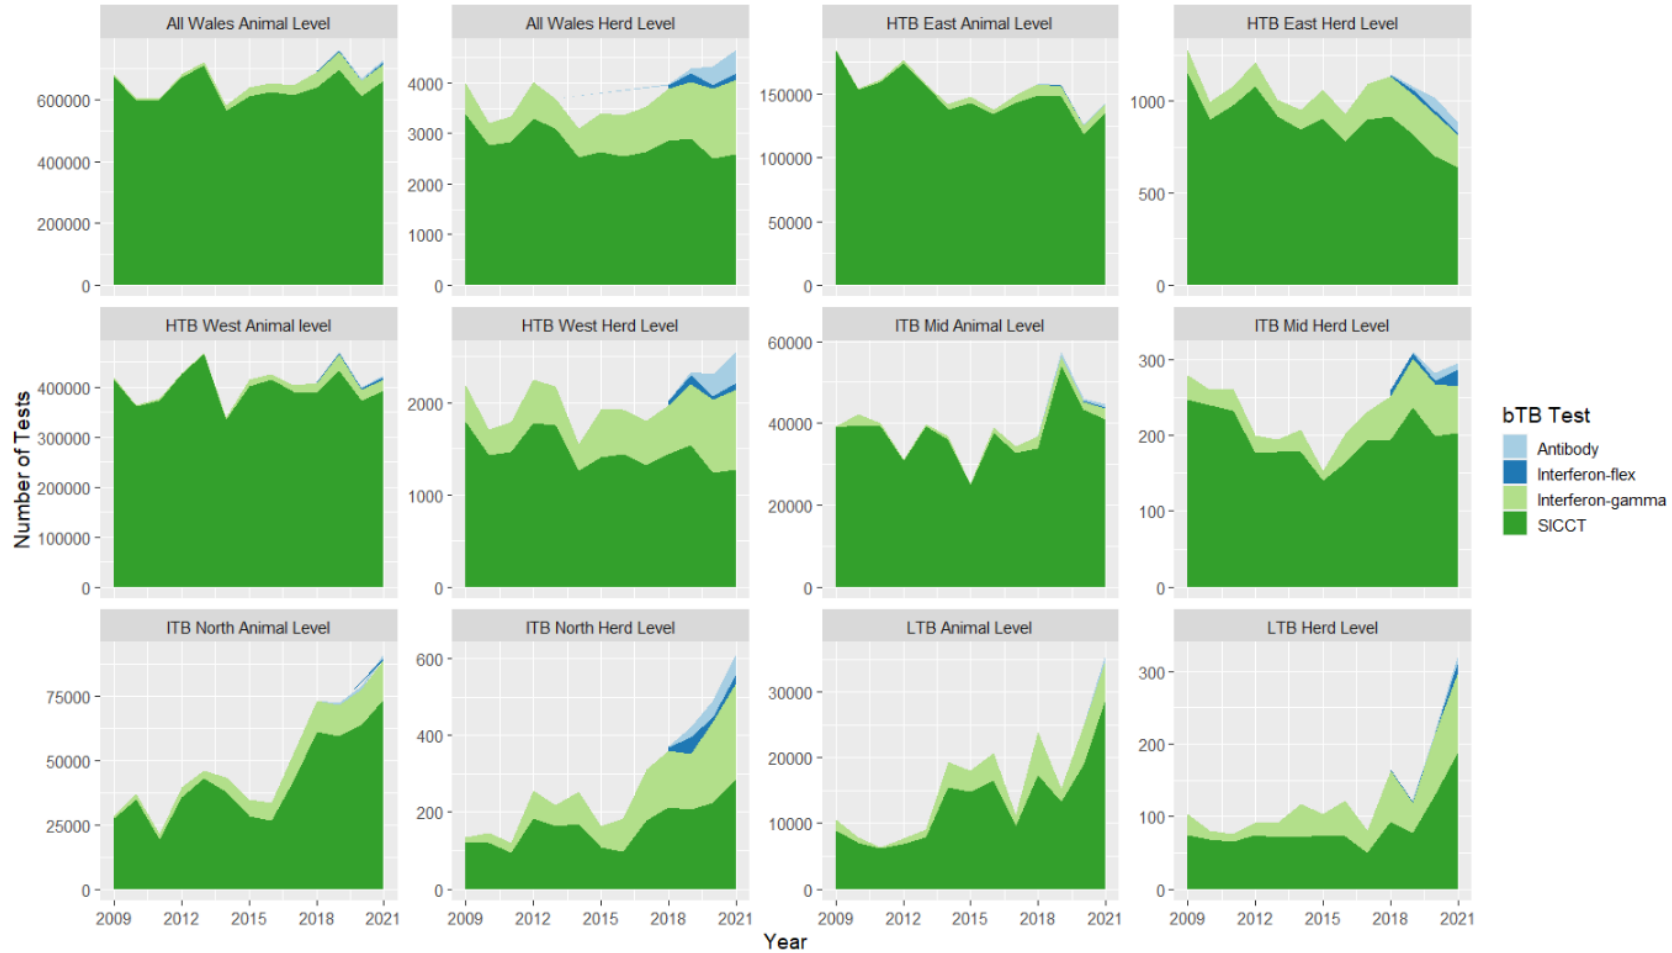 All Wales Animal Level
All Wales Herd Level
HTB East Animal Level
HTB East Herd Level
600000
400000
200000
0
4000
3000
2000
1000
0
150000
100000
50000
0
1000
500
0
HTB West Animal level
HTB West Herd Level
ITB Mid Animal Level
ITB Mid Herd Level
400000
300000
200000
100000
0
2000
1000
0
60000
40000
20000
0
300
200
100
0
ITB North Animal Level
ITB North Herd Level
LTB Animal Level
LTB Herd Level
75000
50000
25000
0
600
400
200
0
30000
20000
10000
0
300
200
100
0
2009 2012 2015 2018 2021
2009 2012 2015 2018 2021
2009 2012 2015 2018 2021
2009 2012 2015 2018 2021
Year
Number of Tests
bTB Test
Antibody
Interferon-flex
Interferon-gamma
SICCT